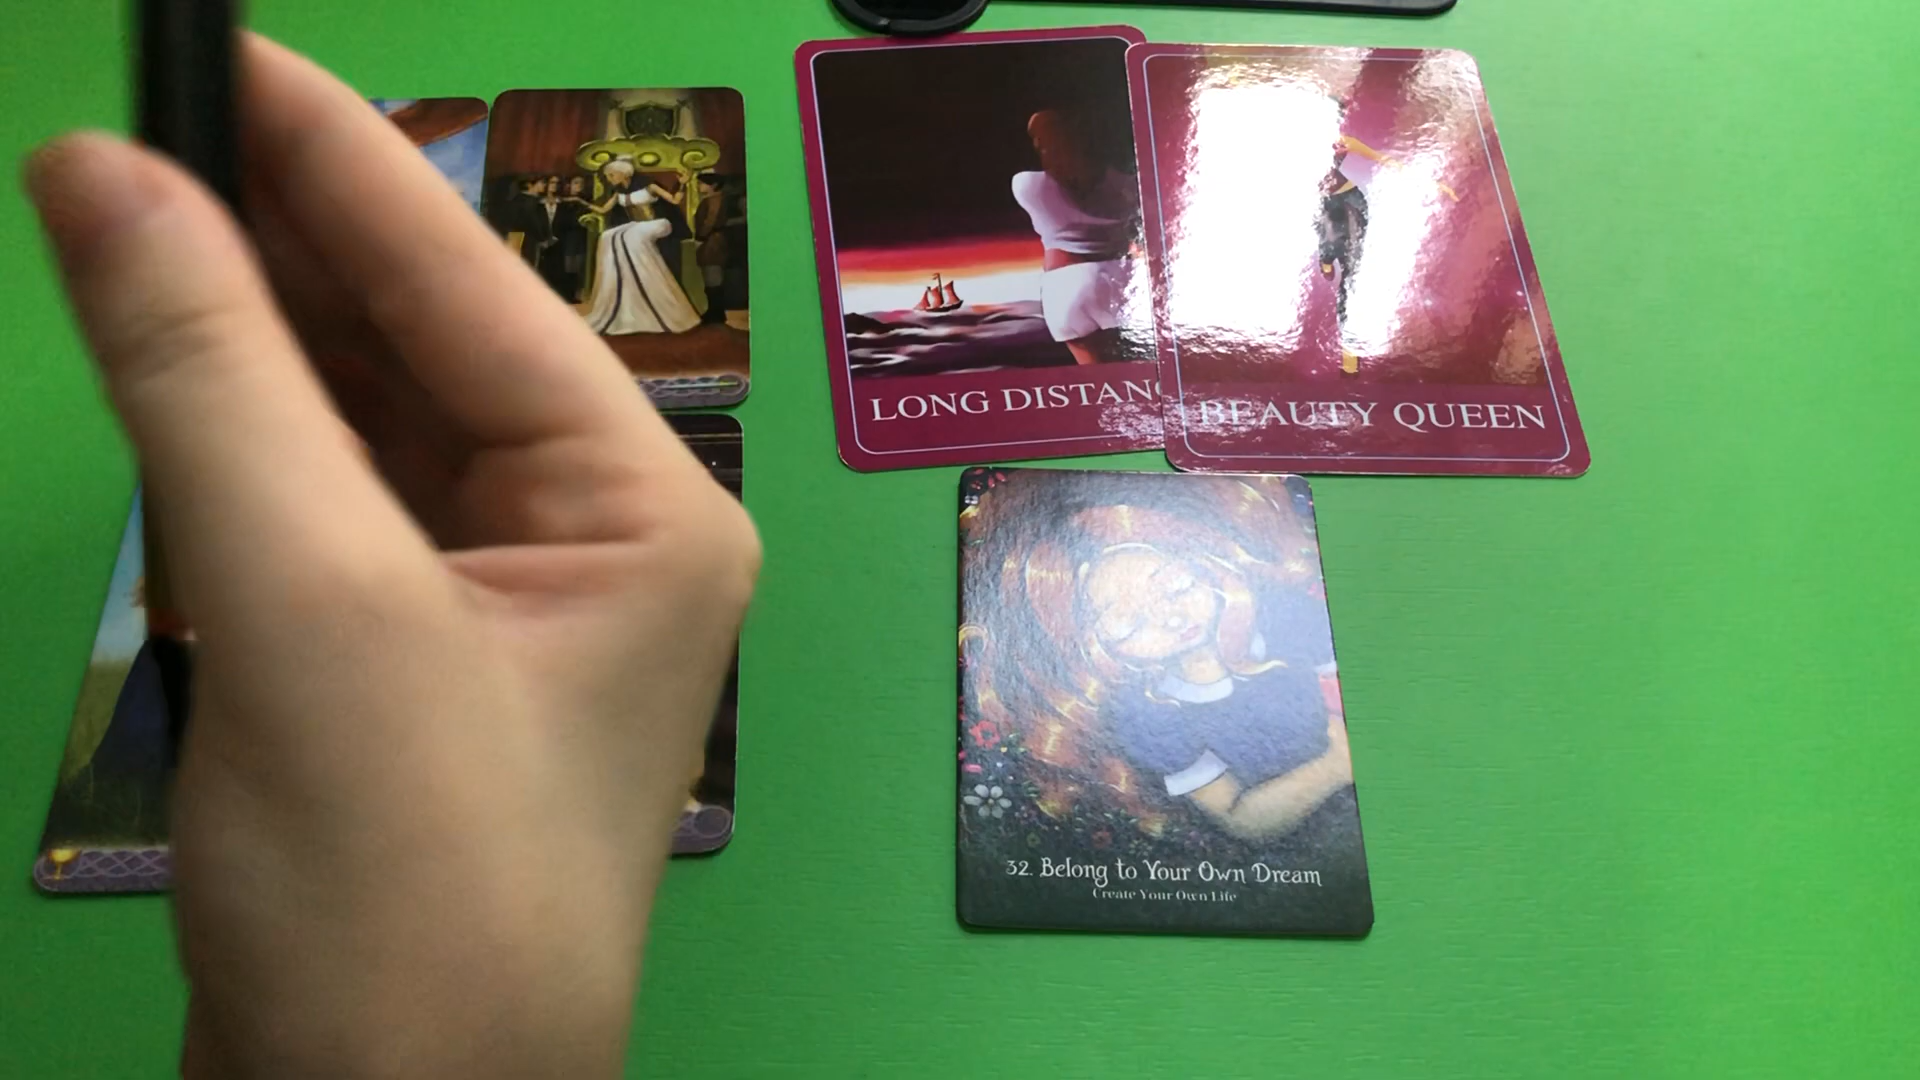 LONG DISTANC
BEAUTY QUEEN
32. Belong to Your Own Dream
Create Your Own Life